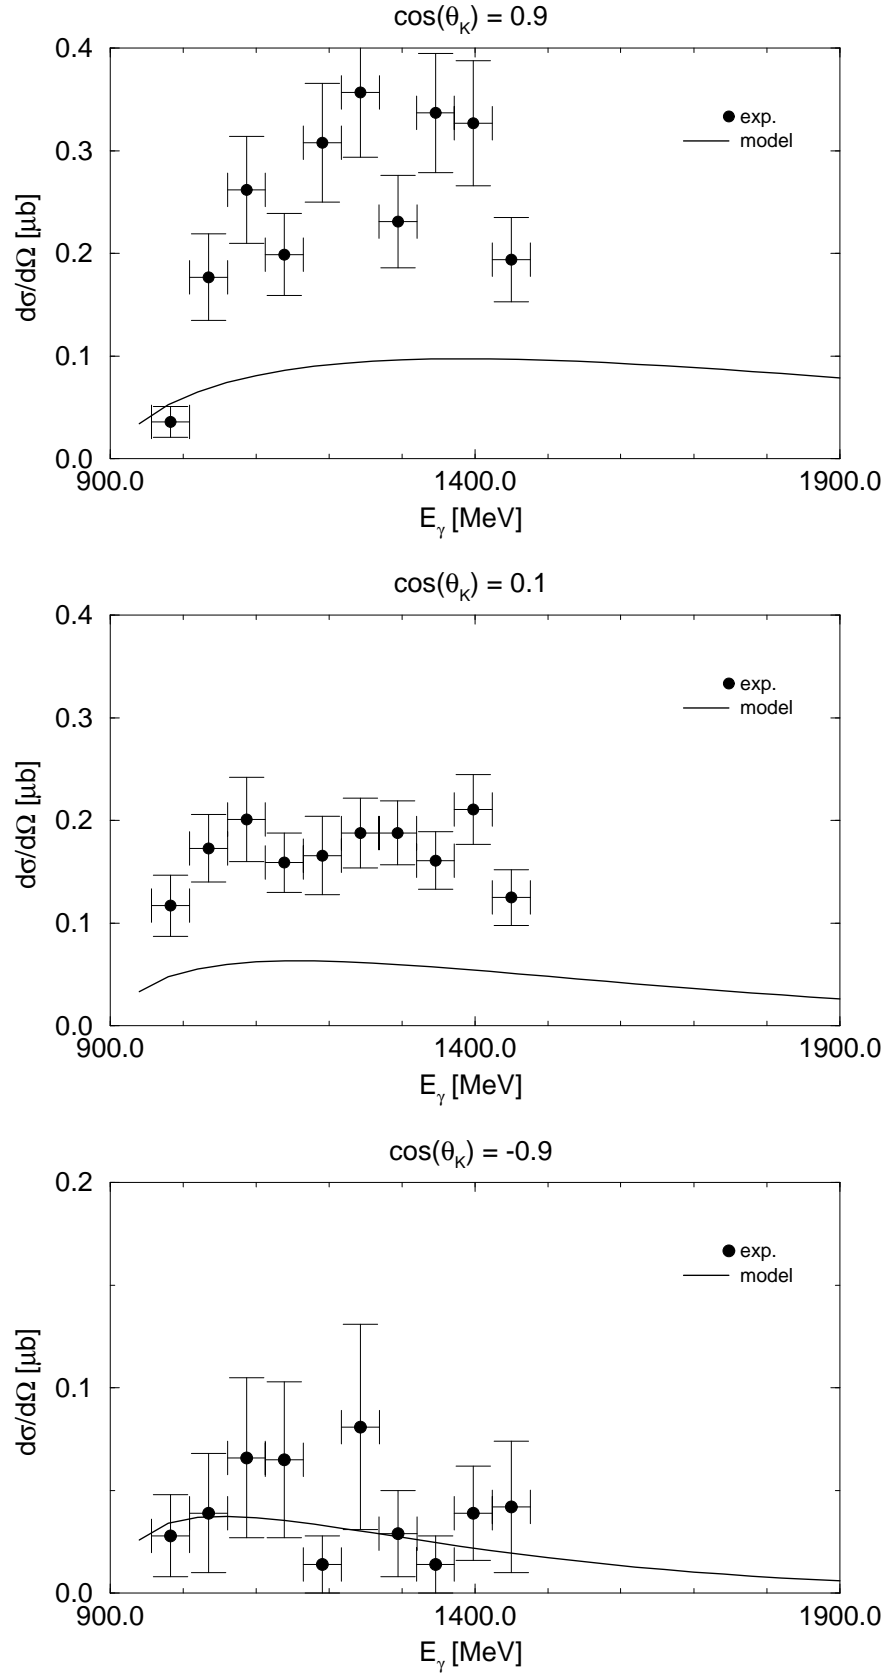 cos(θK) = 0.9
0.4
0.3
0.2
0.1
0.0
dσ/dΩ [μb]
exp.
model
900.0 1400.0 1900.0
Eγ [MeV]
cos(θK) = 0.1
0.4
0.3
0.2
0.1
0.0
dσ/dΩ [μb]
exp.
model
900.0 1400.0 1900.0
Eγ [MeV]
cos(θK) = -0.9
0.2
0.1
0.0
dσ/dΩ [μb]
exp.
model
900.0 1400.0 1900.0
Eγ [MeV]